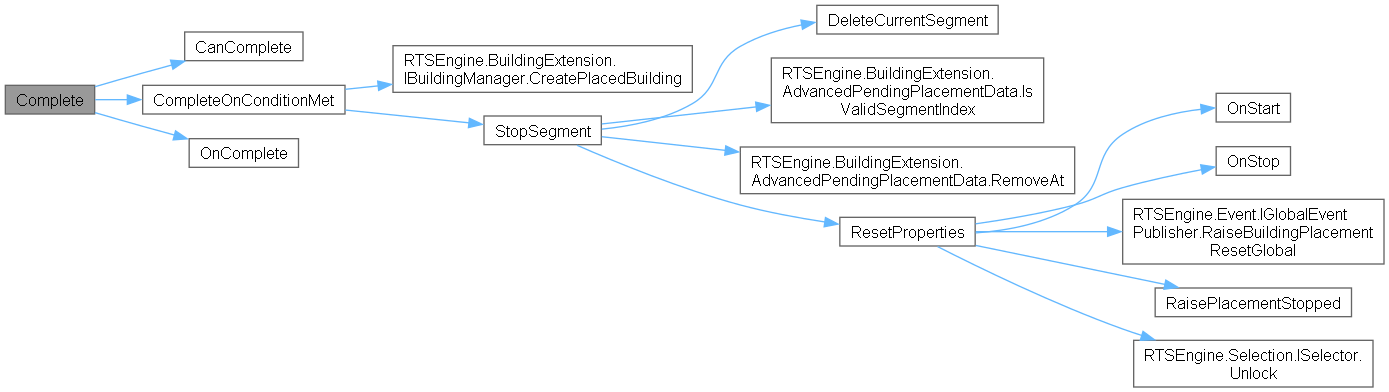 Complete
CanComplete
CompleteOnConditionMet
OnComplete
RTSEngine.BuildingExtension.
IBuildingManager.CreatePlacedBuilding
StopSegment
DeleteCurrentSegment
RTSEngine.BuildingExtension.
AdvancedPendingPlacementData.Is
ValidSegmentIndex
RTSEngine.BuildingExtension.
AdvancedPendingPlacementData.RemoveAt
ResetProperties
OnStart
OnStop
RTSEngine.Event.IGlobalEvent
Publisher.RaiseBuildingPlacement
ResetGlobal
RaisePlacementStopped
RTSEngine.Selection.ISelector.
Unlock